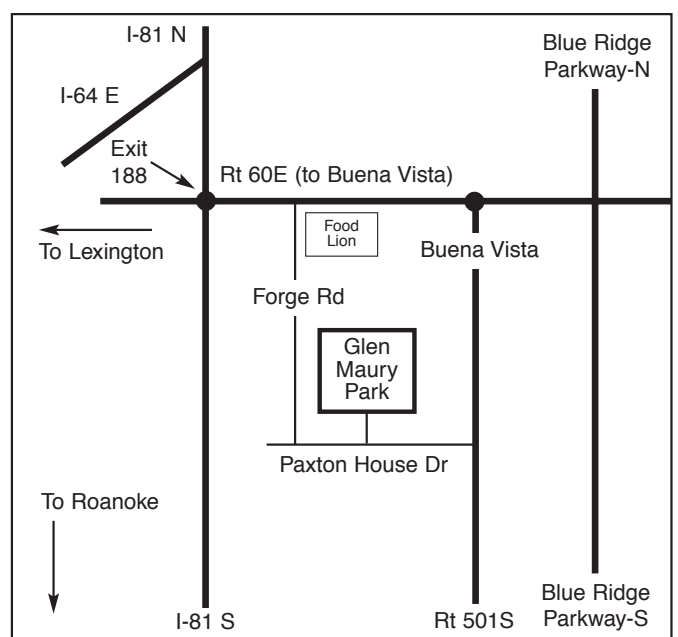 I-81 N
Blue Ridge
Parkway-N
I-64 E
Exit
188
Rt 60E (to Buena Vista)
Food
Lion
To Lexington
Buena Vista
Forge Rd
Glen
Maury
Park
Paxton House Dr
To Roanoke
I-81 S
Rt 501S
Blue Ridge
Parkway-S